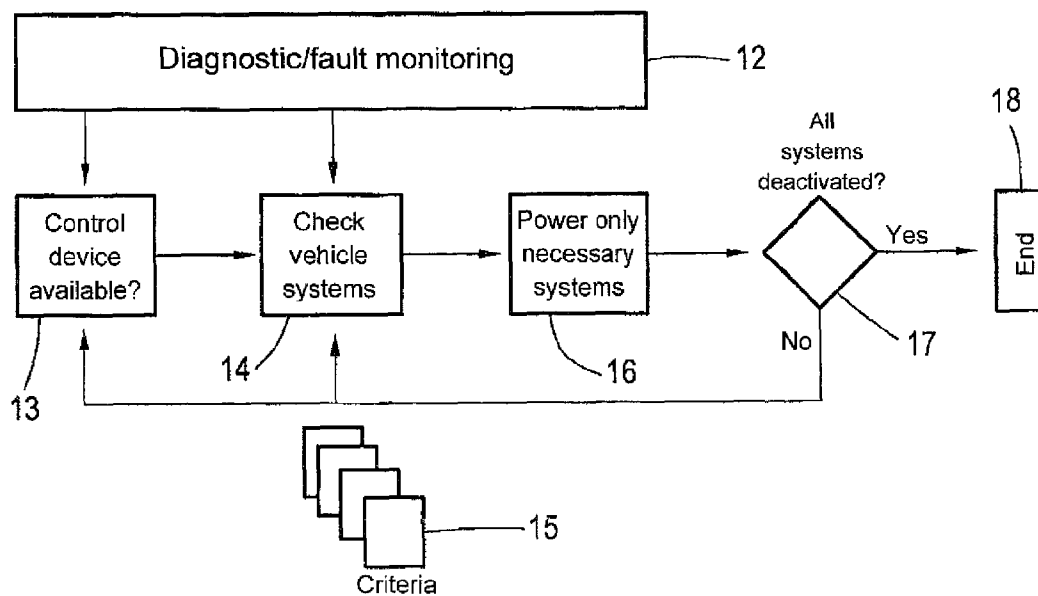 Diagnostic/fault monitoring
12
18
All
systems
deactivated?
Control
device
available?
Check
vehicle
systems
Power only
necessary
systems
Yes
End
No
17
13
14
16
15
Criteria